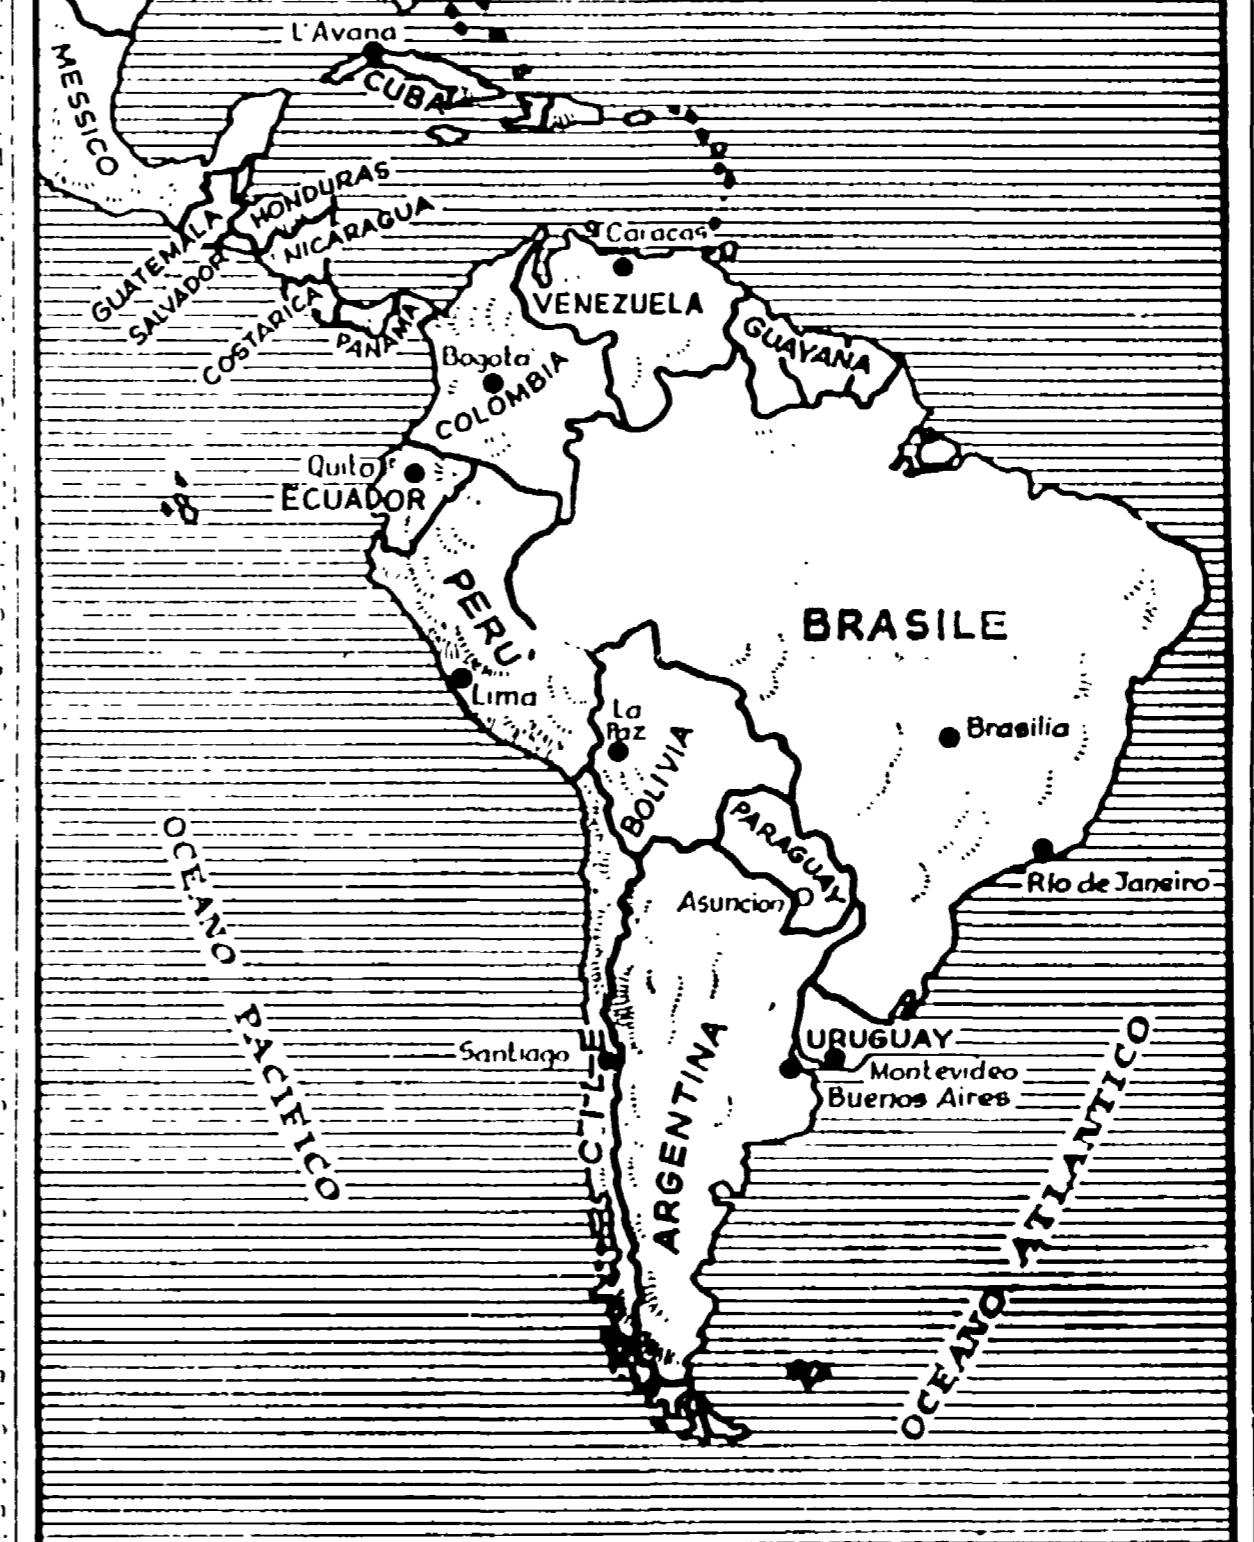 L'Avana
MESSICO
CUBA
HONDURAS
NICARAGUA
GUATEMALA
SALVADOR
COSTARICA
PANAMA
Caracas
VENEZUELA
GUAYANA
Bogota
COLOMBIA
Quito
ECUADOR
PERU'
BRASILE
Lima
La
Paz
BOLIVIA
Brasilia
PARAGUAY
Asuncion
Rio de Janeiro
OCEANO PACIFICO
Santiago
CILE
ARGENTINA
URUGUAY
Montevideo
Buenos Aires
OCEANO ATLANTICO